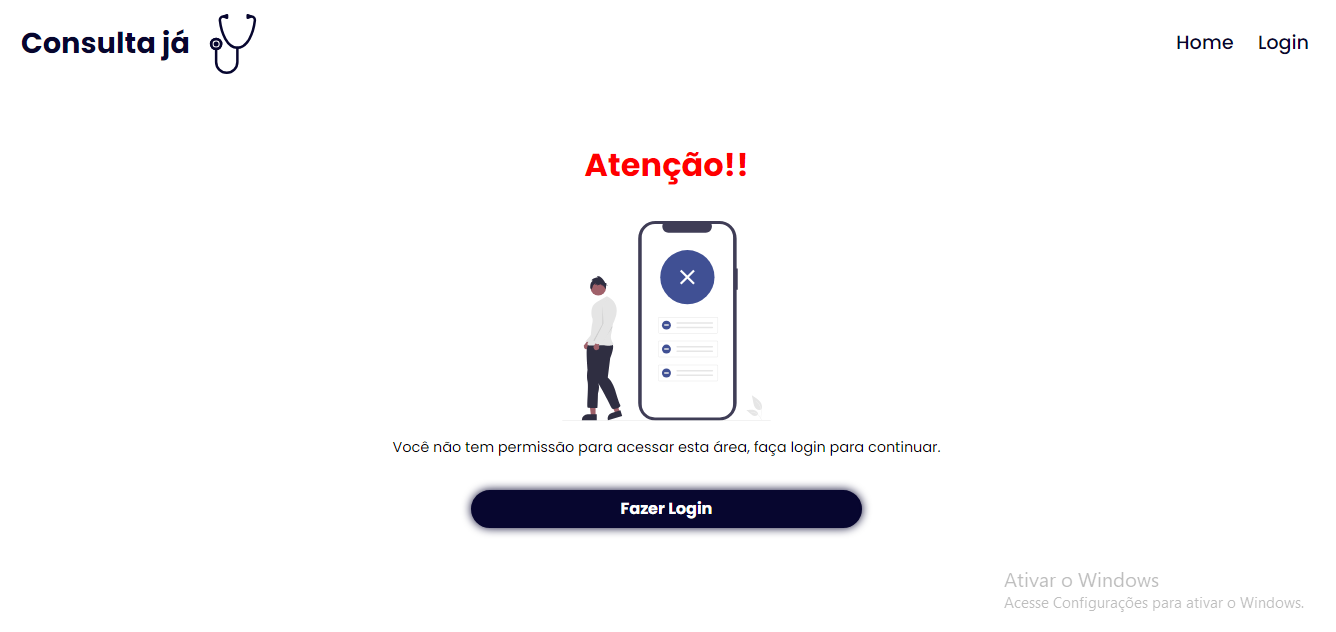 Consulta já
Home Login
Atenção!!
Você não tem permissão para acessar esta área, faça login para continuar.
Fazer Login
Ativar o Windows
Acesse Configurações para ativar o Windows.